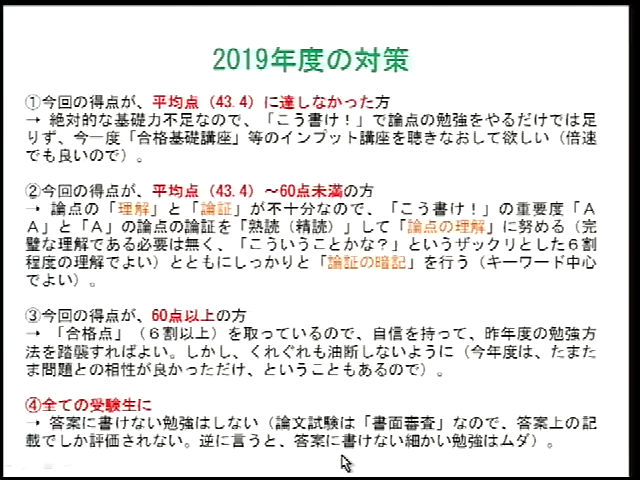 2019年度の対策
①今回の得点が、平均点（43.4）に達しなかった方
→ 絶対的な基礎力不足なので、「こう書け！」で論点の勉強をやるだけでは足
りず、今一度「合格基礎講座」等のインプット講座を聴きなおして欲しい（倍速
でも良いので）。
②今回の得点が、平均点（43.4）～60点未満の方
→ 論点の「理解」と「論証」が不十分なので、「こう書け！」の重要度「Ａ
Ａ」と「Ａ」の論点の論証を「熟読（精読）」して「論点の理解」に努める（完
璧な理解である必要は無く、「こういうことかな？」というザックリとした６割
程度の理解でよい）とともにしっかりと「論証の暗記」を行う（キーワード中心
でよい）。
③今回の得点が、60点以上の方
→ 「合格点」（６割以上）を取っているので、自信を持って、昨年度の勉強方
法を踏襲すればよい。しかし、くれぐれも油断しないように（今年度は、たまた
ま問題との相性が良かっただけ、ということもあるので）。
④全ての受験生に
→ 答案に書けない勉強はしない（論文試験は「書面審査」なので、答案上の記
載でしか評価されない。逆に言うと、答案に書けない細かい勉強はムダ）。